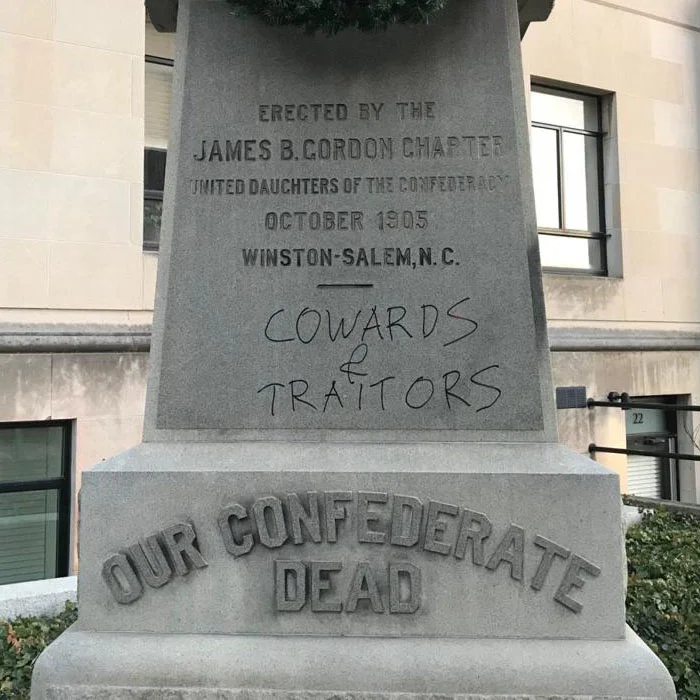 ERECTED BY THE
JAMES B. GORDON CHAPTER
UNITED DAUGHTERS OF THE CONFEDERACY
OCTOBER 1905
WINSTON-SALEM, N. C.
COWARDS
&
TRAITORS
22
OUR CONFEDERATE
DEAD